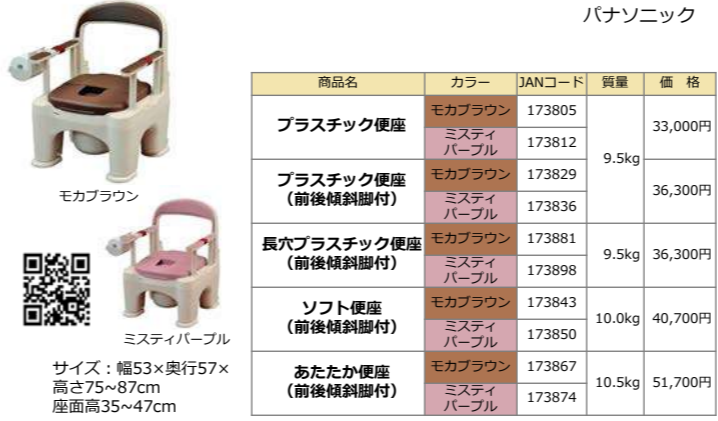 パナソニック
商品名 カラー JANコード 質量 価　格
プラスチック便座 モカブラウン 173805 9.5kg 33,000円
ミスティ
パープル 173812
プラスチック便座
（前後傾斜脚付） モカブラウン 173829 36,300円
ミスティ
パープル 173836
長穴プラスチック便座
（前後傾斜脚付） モカブラウン 173881 9.5kg 36,300円
ミスティ
パープル 173898
ソフト便座
（前後傾斜脚付） モカブラウン 173843 10.0kg 40,700円
ミスティ
パープル 173850
あたたか便座
（前後傾斜脚付） モカブラウン 173867 10.5kg 51,700円
ミスティ
パープル 173874
モカブラウン
ミスティパープル
サイズ：幅53×奥行57×
高さ75~87cm
座面高35~47cm